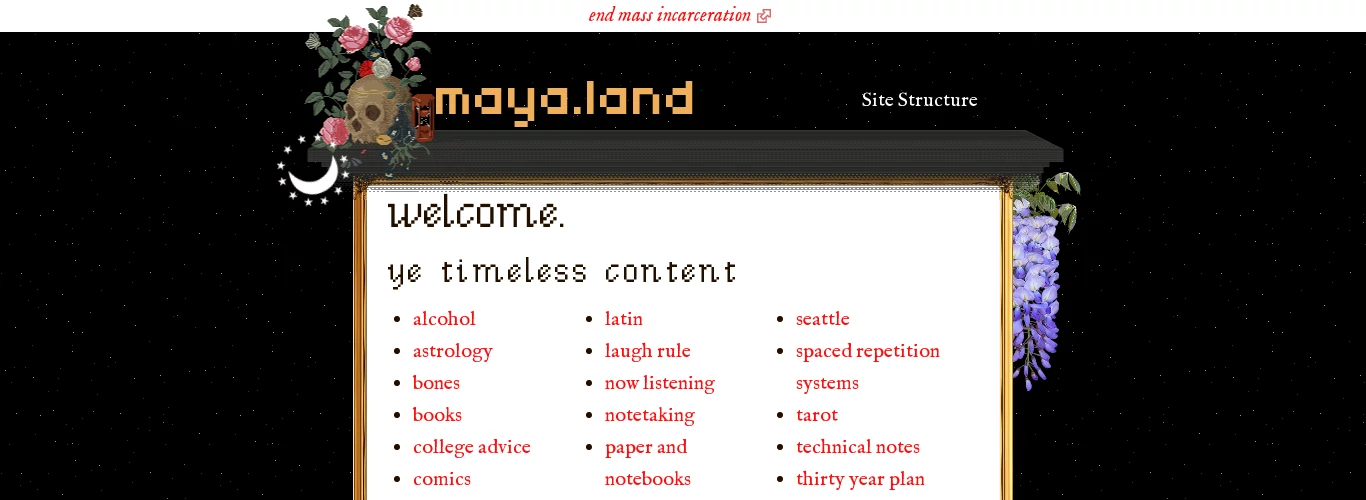 end mass incarceration
maya.land
Site Structure
welcome.
ye timeless content
alcohol
astrology
bones
books
college advice
comics
latin
laugh rule
now listening
notetaking
paper and
notebooks
seattle
spaced repetition
systems
tarot
technical notes
thirty year plan